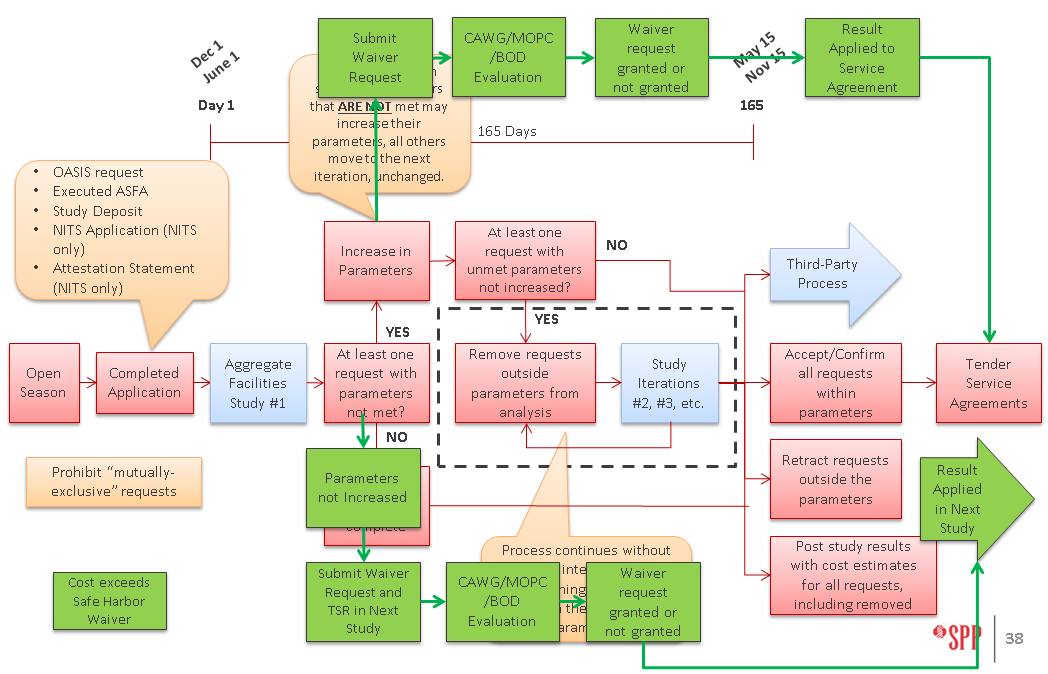 Dec 1
June 1
Day 1
Submit
Waiver
Request
that ARE NOT met may
increase their
parameters, all others
move to the next
iteration, unchanged.
CAWG/MOPC
/BOD
Evaluation
Waiver
request
granted or
not granted
May 15
Nov 15
165
165 Days
Result
Applied to
Service
Agreement
• OASIS request
• Executed ASFA
• Study Deposit
• NITS Application (NITS
only)
• Attestation Statement
(NITS only)
Increase in
Parameters
At least one
request with
unmet parameters
not increased?
NO
YES
Third-Party
Process
YES
Open
Season
Completed
Application
Aggregate
Facilities
Study #1
At least one
request with
parameters
not met?
Remove requests
outside
parameters from
analysis
Study
Iterations
#2, #3, etc.
Accept/Confirm
all requests
within
parameters
Tender
Service
Agreements
NO
Prohibit “mutually-
exclusive” requests
Parameters
not Increased
complete
Retract requests
outside the
parameters
Result
Applied
in Next
Study
Process continues without
Post study results
with cost estimates
for all requests,
including removed
Cost exceeds
Safe Harbor
Waiver
Submit Waiver
Request and
TSR in Next
Study
CAWG/MOPC
/BOD
Evaluation
Waiver
request
granted or
not granted
SPP
38